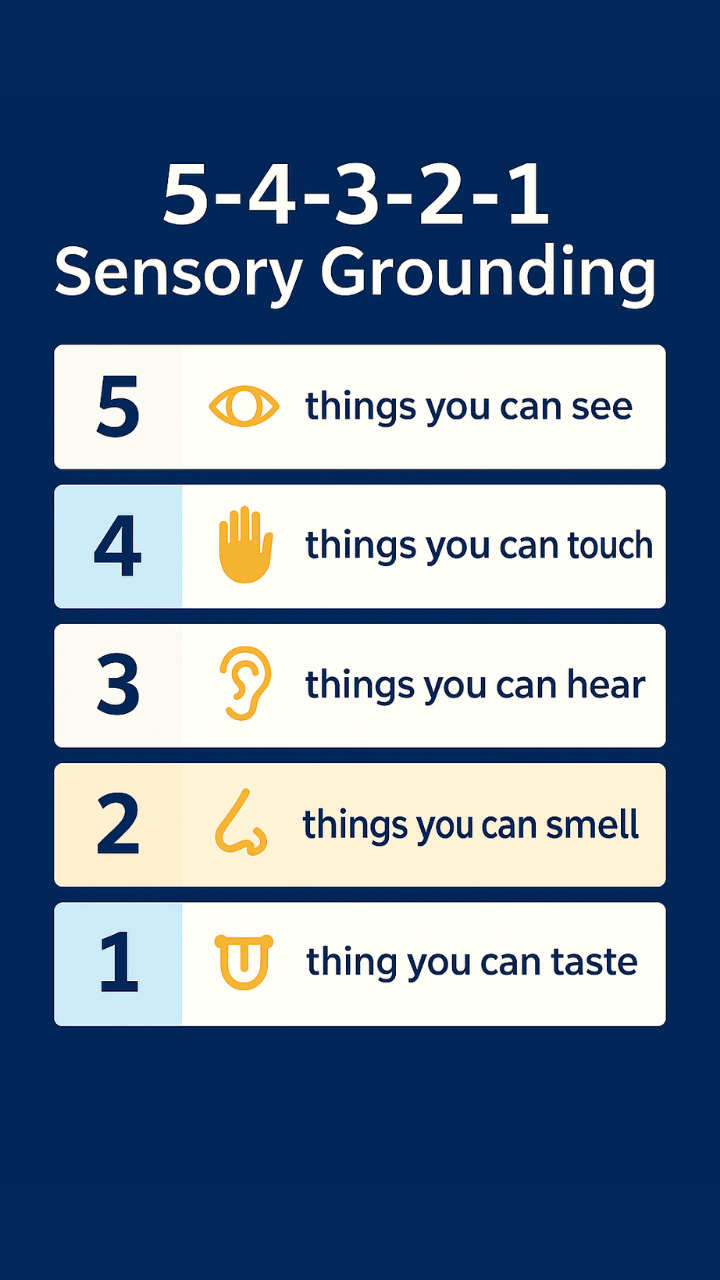 5-4-3-2-1
Sensory Grounding
5 things you can see
4 things you can touch
3 things you can hear
2 things you can smell
1 thing you can taste